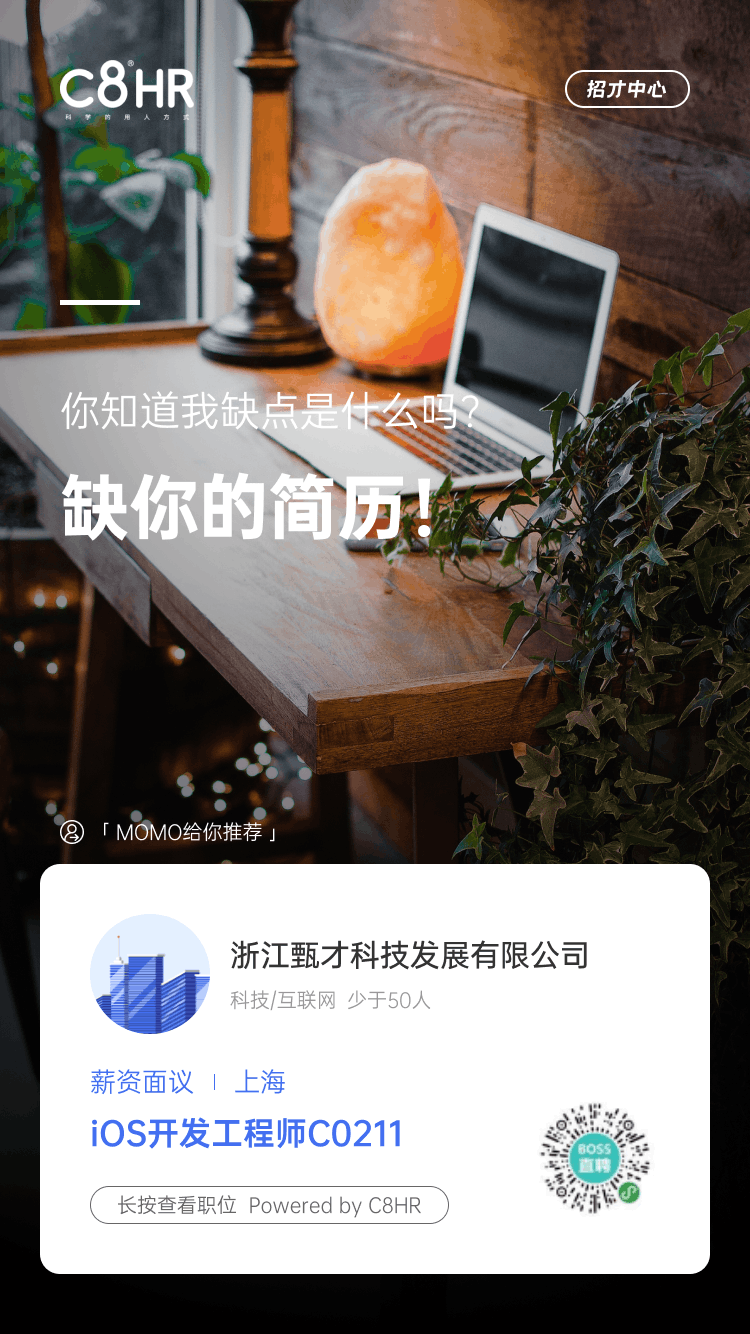 C8HR®
科学的用人方式
招才中心
你知道我缺点是什么吗?
缺你的简历!
「 MOMO给你推荐 」
浙江甄才科技发展有限公司
科技/互联网 少于50人
薪资面议 | 上海
iOS开发工程师C0211
BOSS
直聘
长按查看职位 Powered by C8HR